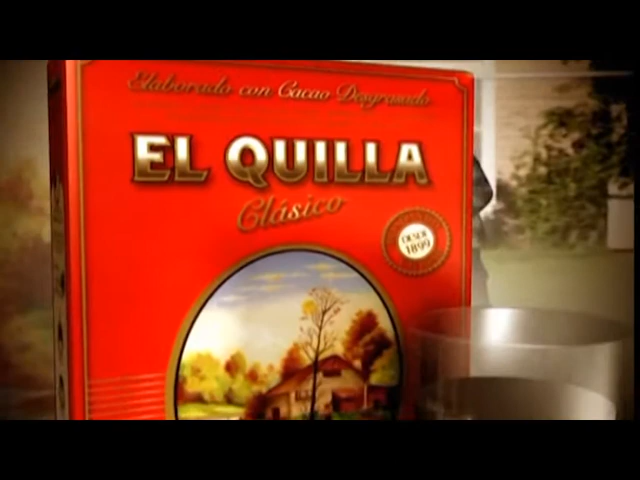 Elaborado con Cacao Desgrasado
EL QUILLA
Clásico
DESDE
1899